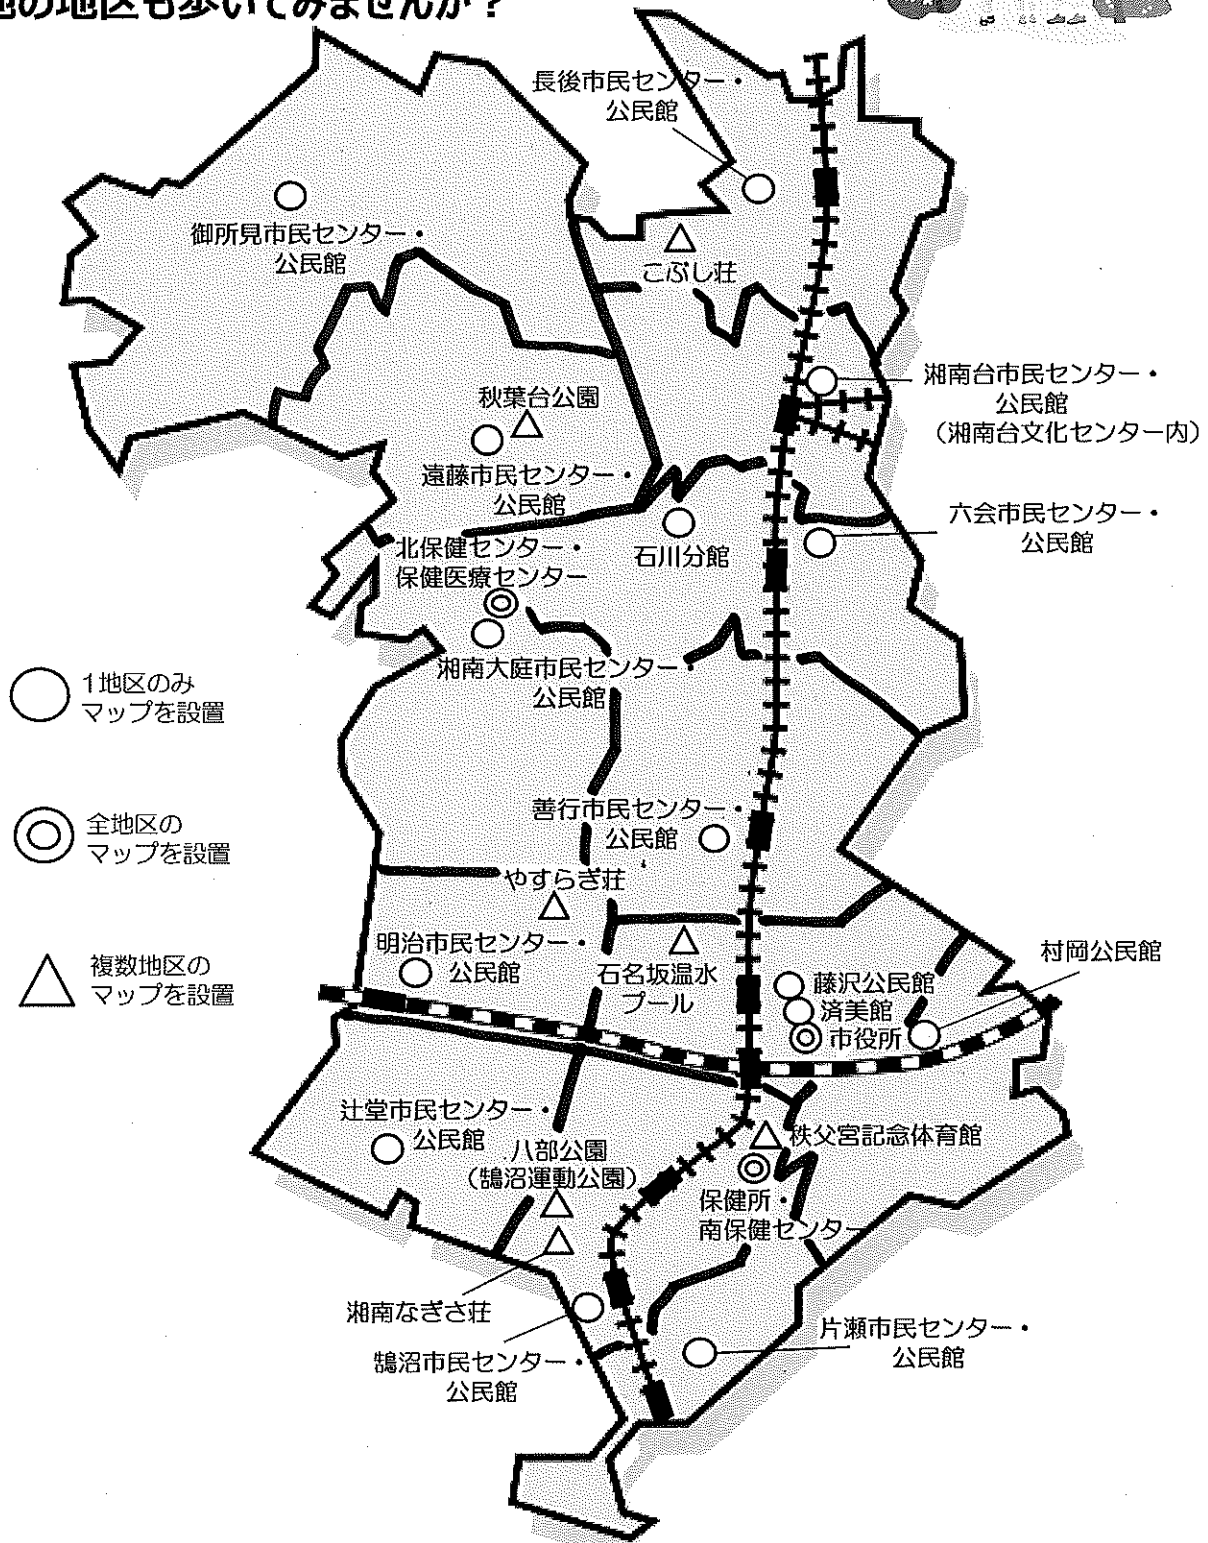 他の地区も歩いてみませんか？
長後市民センター・
公民館
御所見市民センター・
公民館
こぶし荘
湘南台市民センター・
公民館
（湘南台文化センター内）
秋葉台公園
遠藤市民センター・
公民館
六会市民センター・
公民館
石川分館
北保健センター・
保健医療センター
湘南大庭市民センター・
公民館
1地区のみ
マップを設置
全地区の
マップを設置
複数地区の
マップを設置
善行市民センター・
公民館
やすらぎ荘
明治市民センター・
公民館
石名坂温水
プール
藤沢公民館
済美館
市役所
村岡公民館
辻堂市民センター・
公民館
八部公園
（鵠沼運動公園）
秩父宮記念体育館
保健所・
南保健センター
湘南なぎさ荘
鵠沼市民センター・
公民館
片瀬市民センター・
公民館